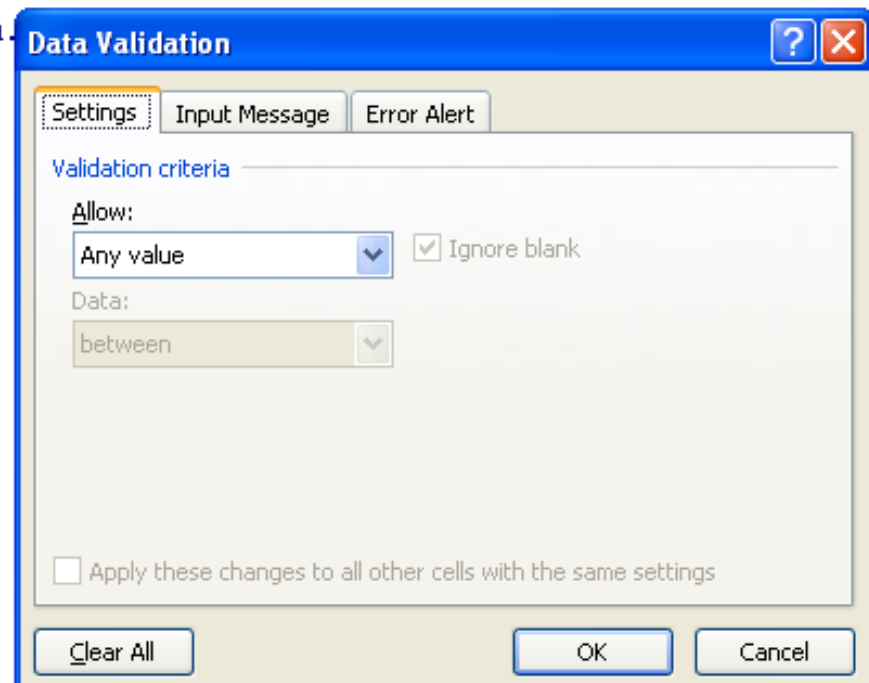 Data Validation
Settings Input Message Error Alert
Validation criteria
Allow:
Any value Ignore blank
Data:
between
Apply these changes to all other cells with the same settings
Clear All OK Cancel